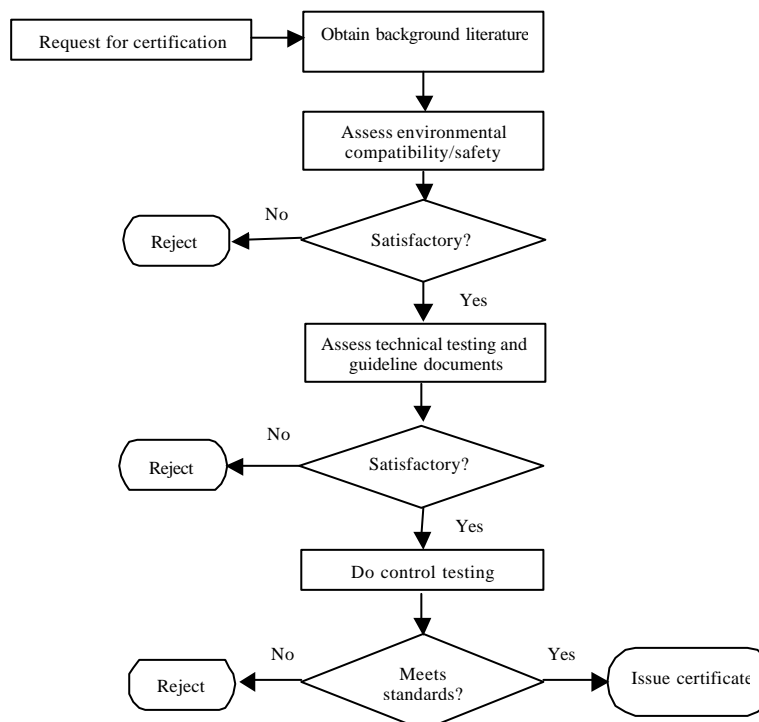 Request for certification
Obtain background literature
Assess environmental
compatibility/safety
No
Reject
Satisfactory?
Yes
Assess technical testing and
guideline documents
No
Reject
Satisfactory?
Yes
Do control testing
No
Reject
Meets
standards?
Yes
Issue certificate